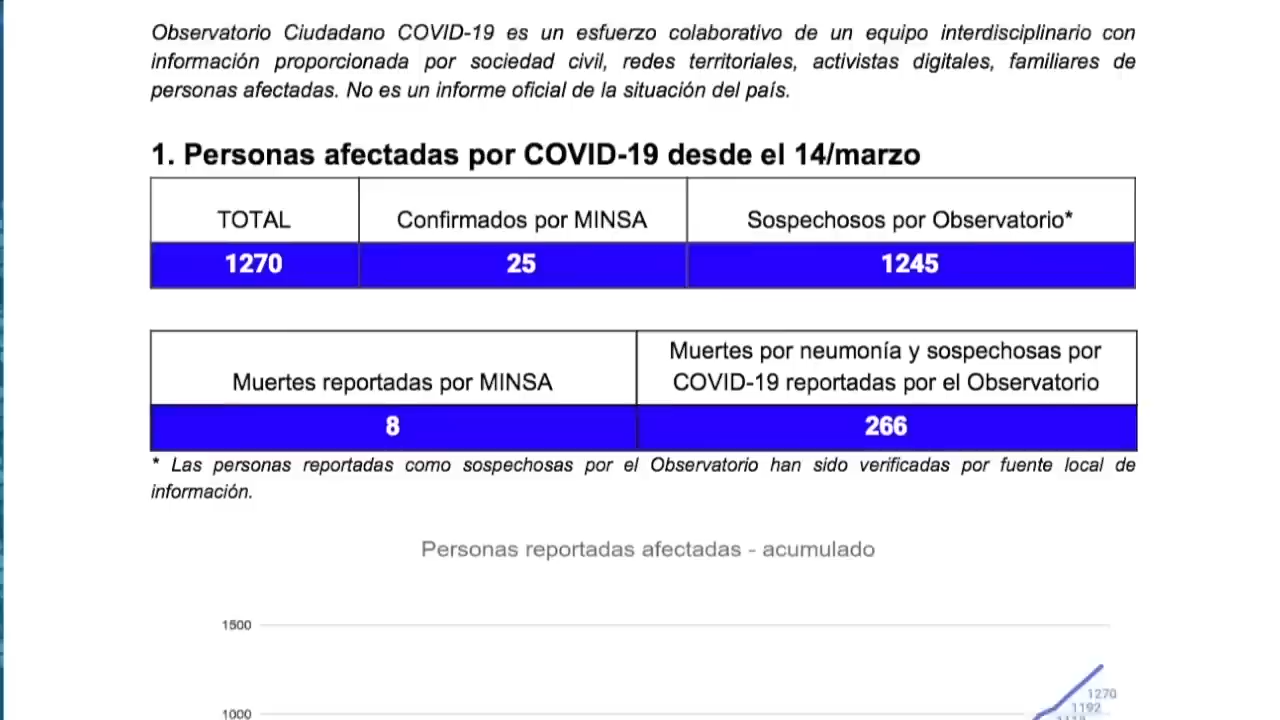 Observatorio Ciudadano COVID-19 es un esfuerzo colaborativo de un equipo interdisciplinario con
información proporcionada por sociedad civil, redes territoriales, activistas digitales, familiares de
personas afectadas. No es un informe oficial de la situación del país.
1. Personas afectadas por COVID-19 desde el 14/marzo
TOTAL
Confirmados por MINSA
Sospechosos por Observatorio*
1270
25
1245
Muertes reportadas por MINSA
Muertes por neumonía y sospechosas por
COVID-19 reportadas por el Observatorio
8
266
* Las personas reportadas como sospechosas por el Observatorio han sido verificadas por fuente local de
información.
Personas reportadas afectadas - acumulado
1500
1270
1192
1000